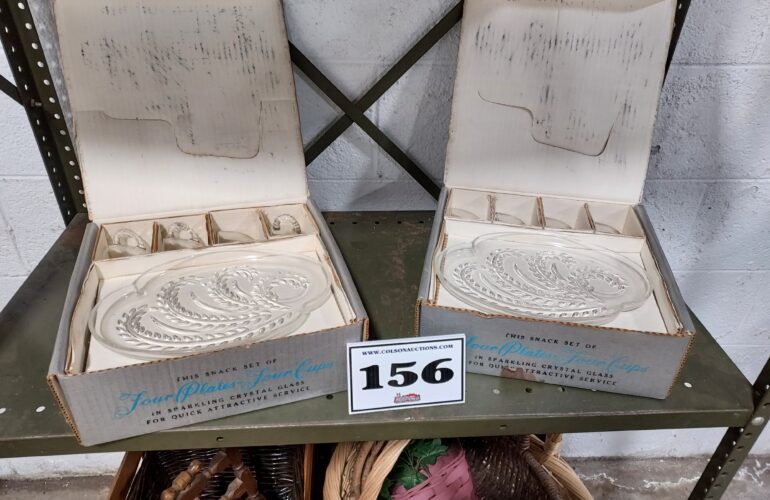 THIS SNACK SET OF
Four Plates - Four Cups
IN SPARKLING CRYSTAL GLASS
FOR QUICK ATTRACTIVE SERVICE
WWW.COLSONAUCTIONS.COM
156
THIS SNACK SET OF
Four Plates - Four Cups
IN SPARKLING CRYSTAL GLASS
FOR QUICK ATTRACTIVE SERVICE